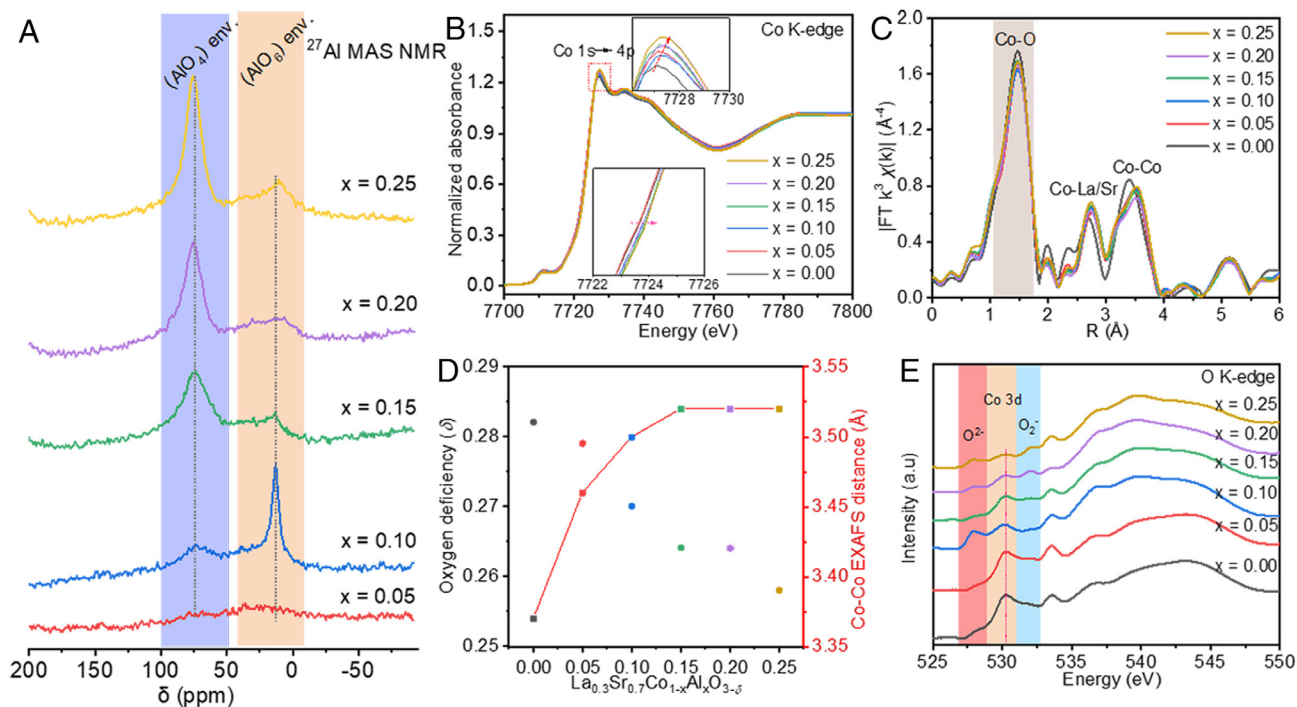 A
(AlO₄) env.
(AlO₆) env.
²⁷Al MAS NMR
x = 0.25
x = 0.20
x = 0.15
x = 0.10
x = 0.05
200 150 100 50 0 -50
δ (ppm)
B
Co K-edge
Co 1s→4p
7728 7730
Normalized absorbance
1.5
1.2
0.9
0.6
0.3
0.0
x = 0.25
x = 0.20
x = 0.15
x = 0.10
x = 0.05
x = 0.00
7722 7724 7726
7700 7720 7740 7760 7780 7800
Energy (eV)
C
Co-O
Co-La/Sr
Co-Co
x = 0.25
x = 0.20
x = 0.15
x = 0.10
x = 0.05
x = 0.00
|FT k³ χ(k)| (Å⁻⁴)
2.0
1.6
1.2
0.8
0.4
0.0
0 1 2 3 4 5 6
R (Å)
D
Oxygen deficiency (δ)
0.29
0.28
0.27
0.26
0.25
3.55
3.50
3.45
3.40
3.35
Co-Co EXAFS distance (Å)
0.00 0.05 0.10 0.15 0.20 0.25
La₀.₃Sr₀.₇Co₁₋ₓAlₓO₃₋δ
E
O K-edge
Co 3d
O²⁻
O₂⁻
x = 0.25
x = 0.20
x = 0.15
x = 0.10
x = 0.05
x = 0.00
Intensity (a.u)
525 530 535 540 545 550
Energy (eV)